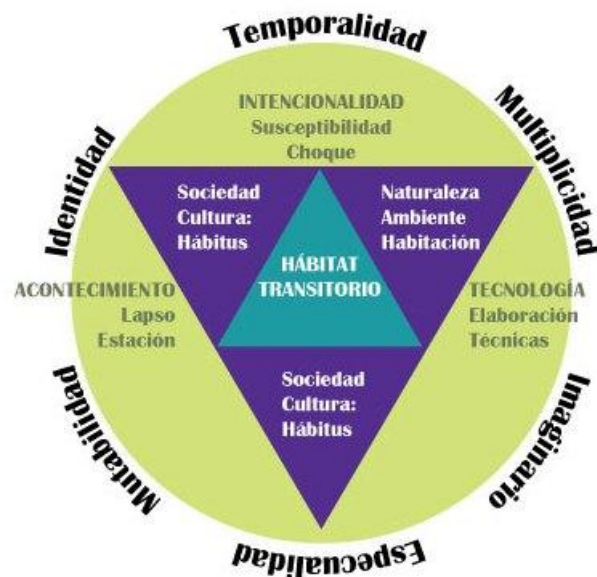 Temporalidad
Multiplicidad
Identidad
INTENCIONALIDAD
Susceptibilidad
Choque
Sociedad
Cultura:
Hábitus
Naturaleza
Ambiente
Habitación
HÁBITAT
TRANSITORIO
ACONTECIMIENTO
Lapso
Estación
TECNOLOGÍA
Elaboración
Técnicas
Sociedad
Cultura:
Hábitus
Mutabilidad
Imaginario
Especualidad